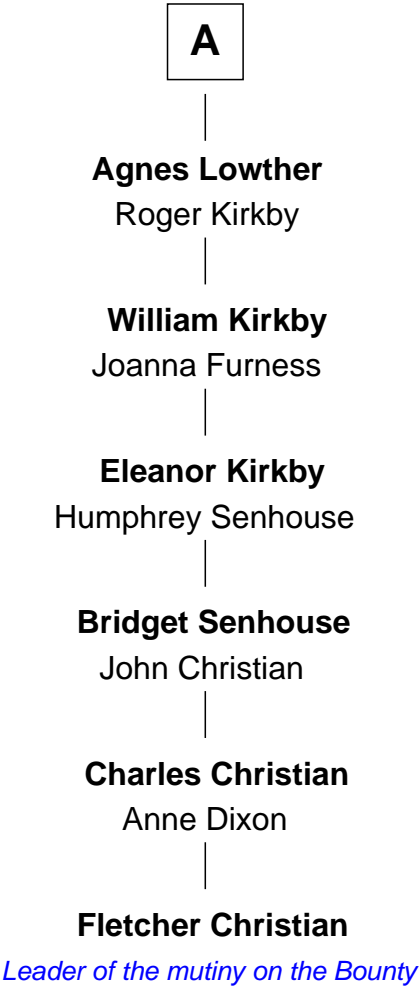 A
Agnes Lowther
Roger Kirkby
William Kirkby
Joanna Furness
Eleanor Kirkby
Humphrey Senhouse
Bridget Senhouse
John Christian
Charles Christian
Anne Dixon
Fletcher Christian
Leader of the mutiny on the Bounty